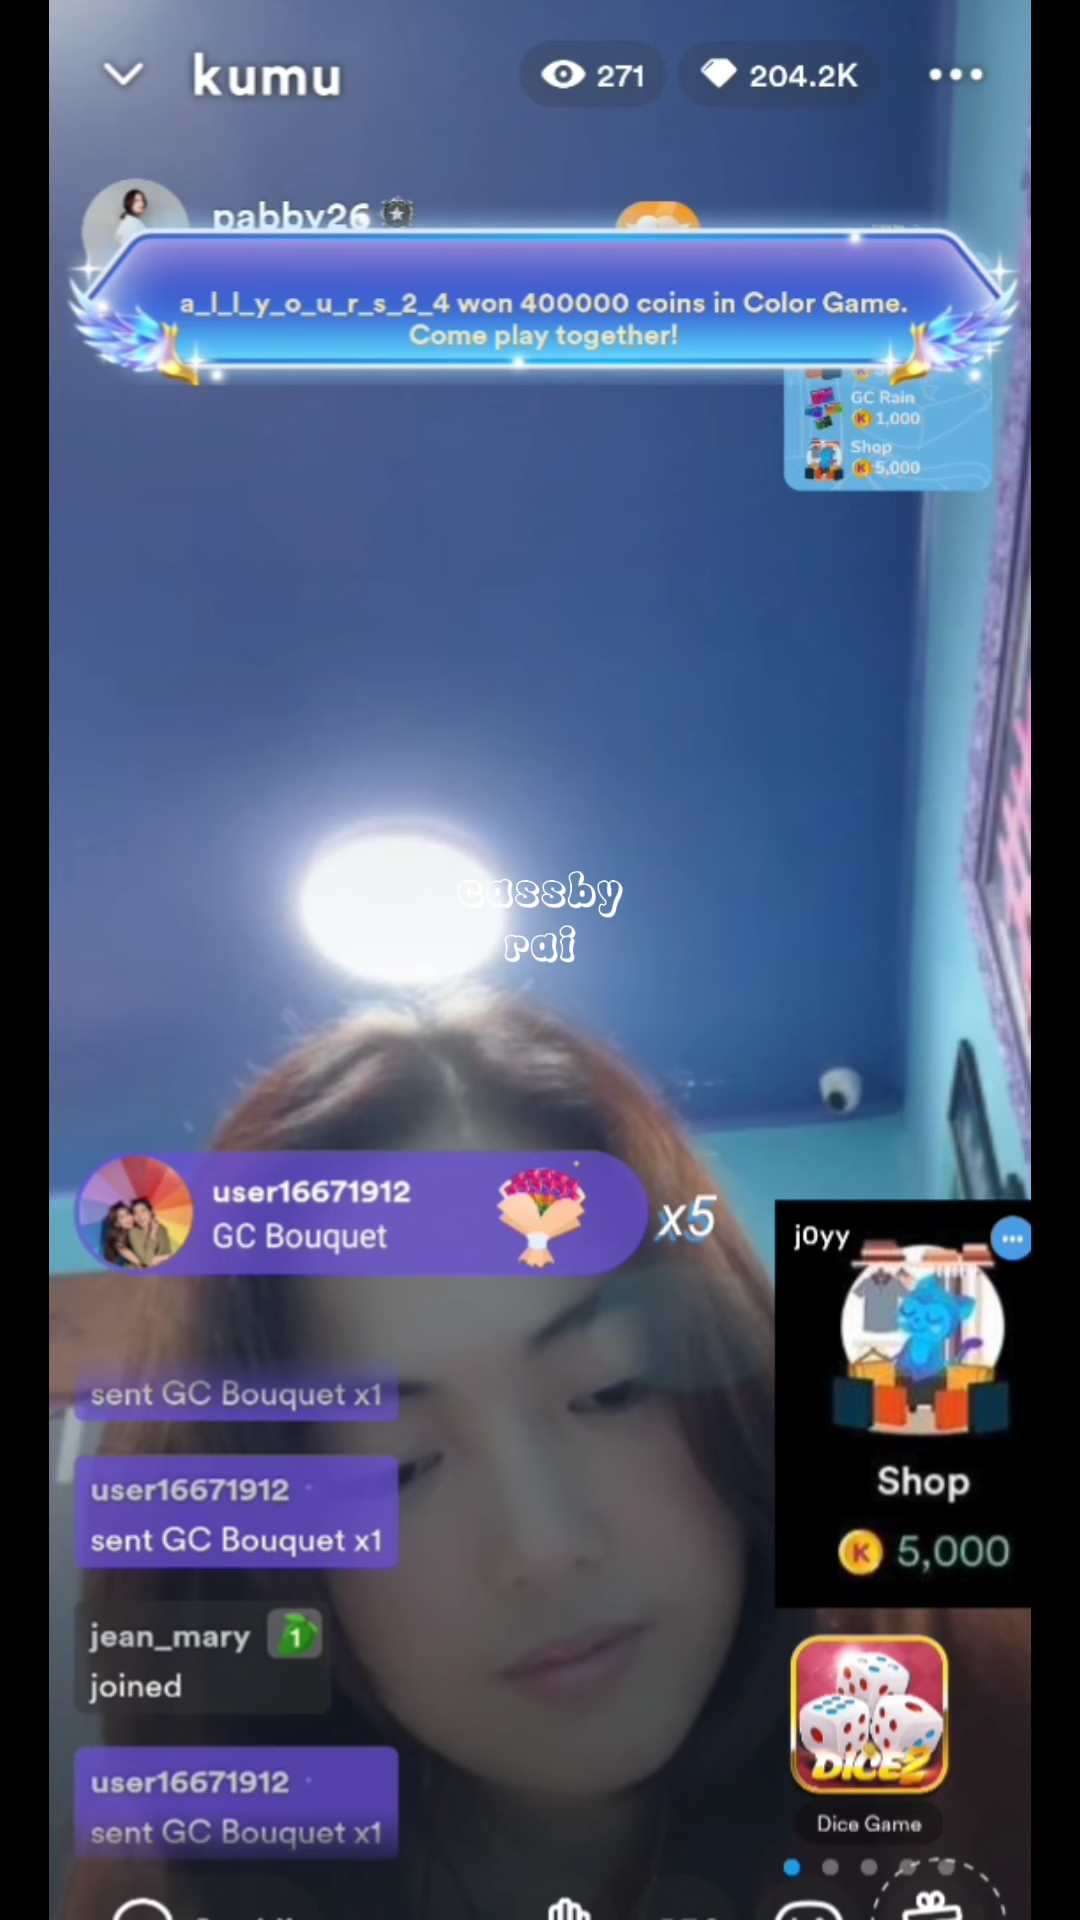 kumu
271
204.2K
pabby26
a_l_l_y_o_u_r_s_2_4 won 400000 coins in Color Game.
Come play together!
GC Rain
K 1,000
Shop
K 5,000
cassby
rai
user16671912
GC Bouquet
x5
j0yy
sent GC Bouquet x1
user16671912
sent GC Bouquet x1
Shop
K 5,000
jean_mary 1
joined
DICE2
user16671912
sent GC Bouquet x1
Dice Game